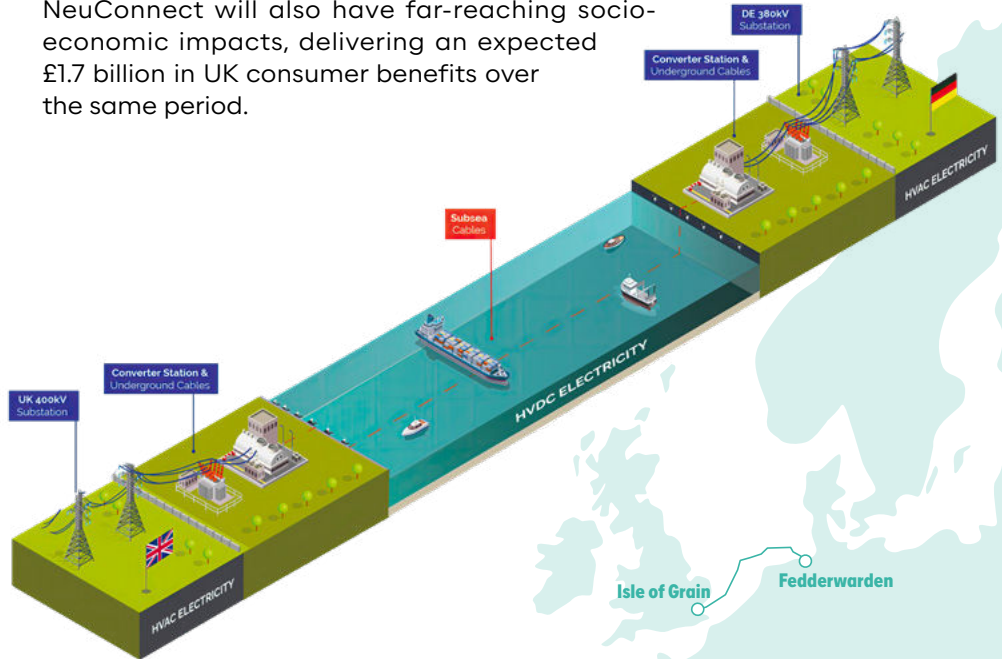 NeuConnect will also have far-reaching socio-
economic impacts, delivering an expected
£1.7 billion in UK consumer benefits over
the same period.
DE 380kV
Substation
Converter Station &
Underground Cables
HVAC ELECTRICITY
Subsea
Cables
HVDC ELECTRICITY
Converter Station &
Underground Cables
UK 400kV
Substation
HVAC ELECTRICITY
Isle of Grain
Fedderwarden